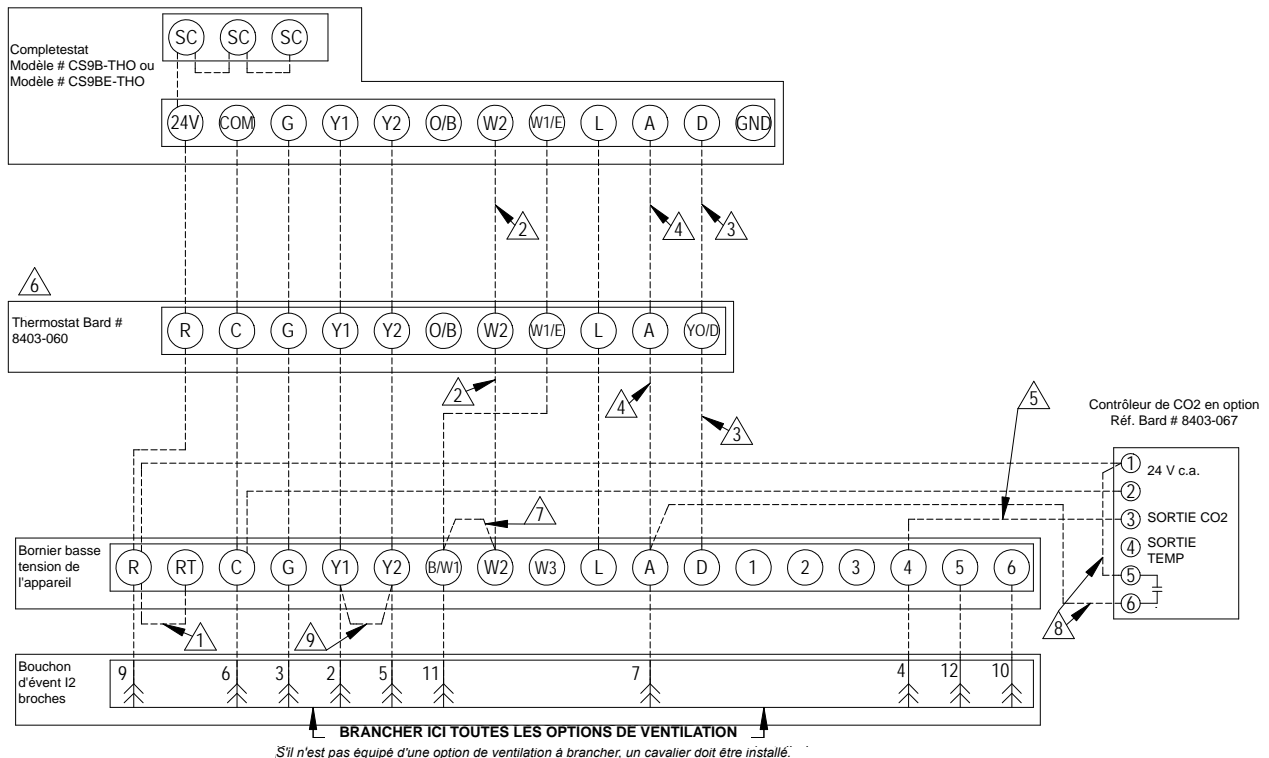 SC SC SC
Completestat
Modèle # CS9B-THO ou
Modèle # CS9BE-THO
24V COM G Y1 Y2 O/B W2 W1/E L A D GND
2 4 3
6
Thermostat Bard #
8403-060
R C G Y1 Y2 O/B W2 W1/E L A YO/D
2 4 3 5
Contrôleur de CO2 en option
Réf. Bard # 8403-067
1 24 V c.a.
2
3 SORTIE CO2
4 SORTIE
TEMP
5
6
7
8
Bornier basse
tension de
l'appareil
R RT C G Y1 Y2 B/W1 W2 W3 L A D 1 2 3 4 5 6
1 9
Bouchon
d'évent I2
broches
9 6 3 2 5 11 7 4 12 10
BRANCHER ICI TOUTES LES OPTIONS DE VENTILATION
S'il n'est pas équipé d'une option de ventilation à brancher, un cavalier doit être installé.